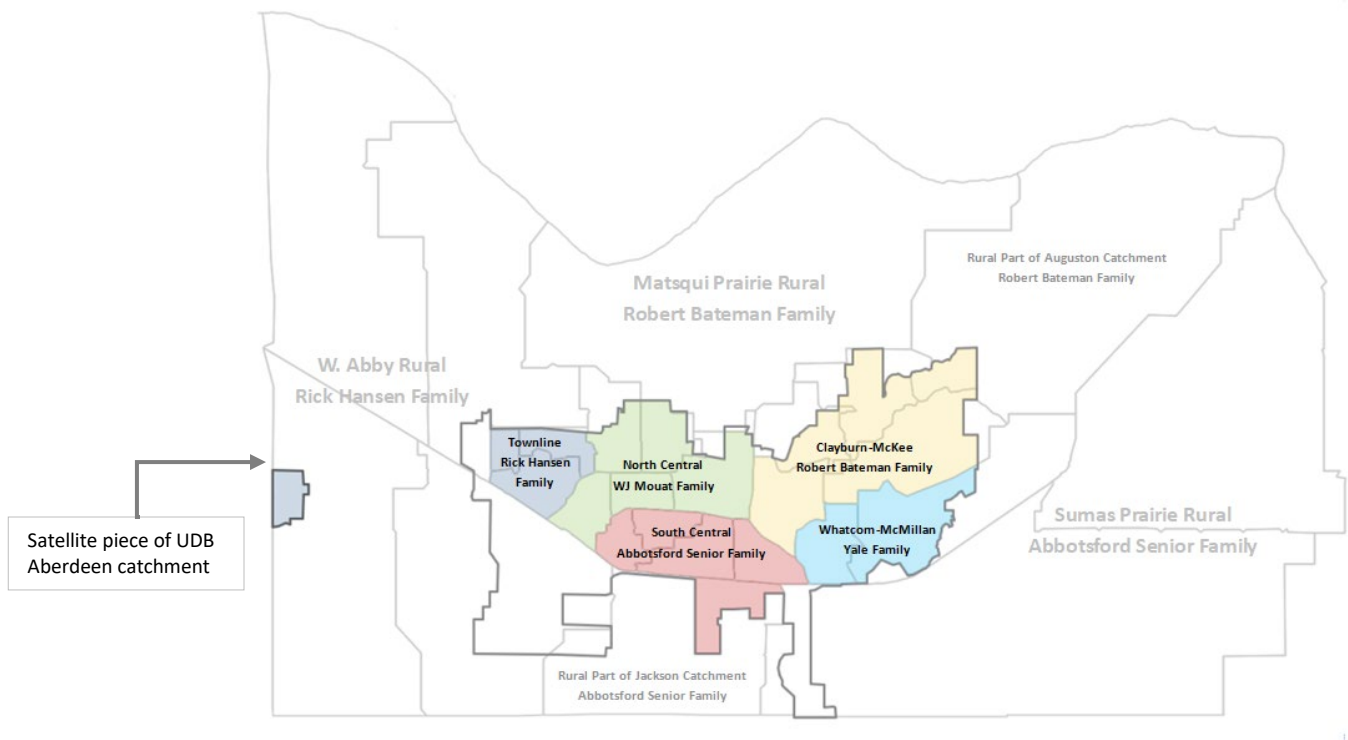 Rural Part of Auguston Catchment
Robert Bateman Family
Matsqui Prairie Rural
Robert Bateman Family
W. Abby Rural
Rick Hansen Family
Townline
Rick Hansen
Family
North Central
WJ Mouat Family
Clayburn-McKee
Robert Bateman Family
South Central
Abbotsford Senior Family
Whatcom-McMillan
Yale Family
Sumas Prairie Rural
Abbotsford Senior Family
Satellite piece of UDB
Aberdeen catchment
Rural Part of Jackson Catchment
Abbotsford Senior Family